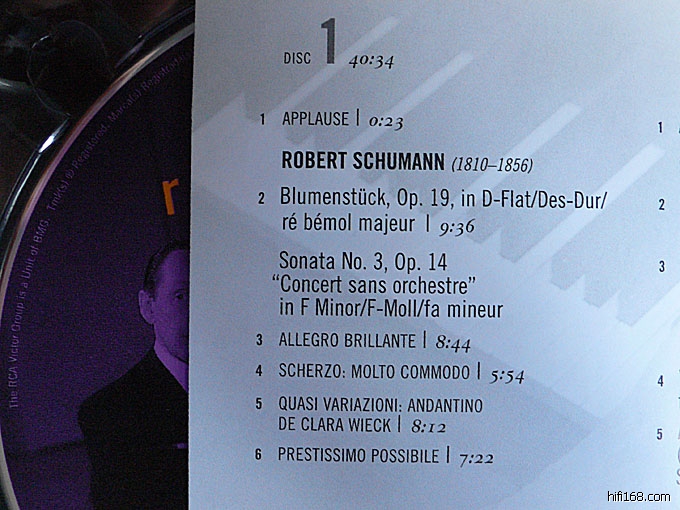 DISC 1 40:34
1 APPLAUSE | 0:23
ROBERT SCHUMANN (1810–1856)
2 Blumenstück, Op. 19, in D-Flat/Des-Dur/
ré bémol majeur | 9:36
Sonata No. 3, Op. 14
“Concert sans orchestre”
in F Minor/F-Moll/fa mineur
3 ALLEGRO BRILLANTE | 8:44
4 SCHERZO: MOLTO COMMODO | 5:54
5 QUASI VARIAZIONI: ANDANTINO
DE CLARA WIECK | 8:12
6 PRESTISSIMO POSSIBILE | 7:22
1
2
3
4
5
The RCA Victor Group is a Unit of BMG. Tmk(s) ® Registered. Marca(s) Registrada
r
hifi168.com